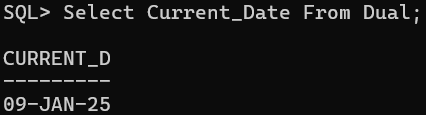 SQL> Select Current_Date From Dual;
CURRENT_D
---------
09-JAN-25